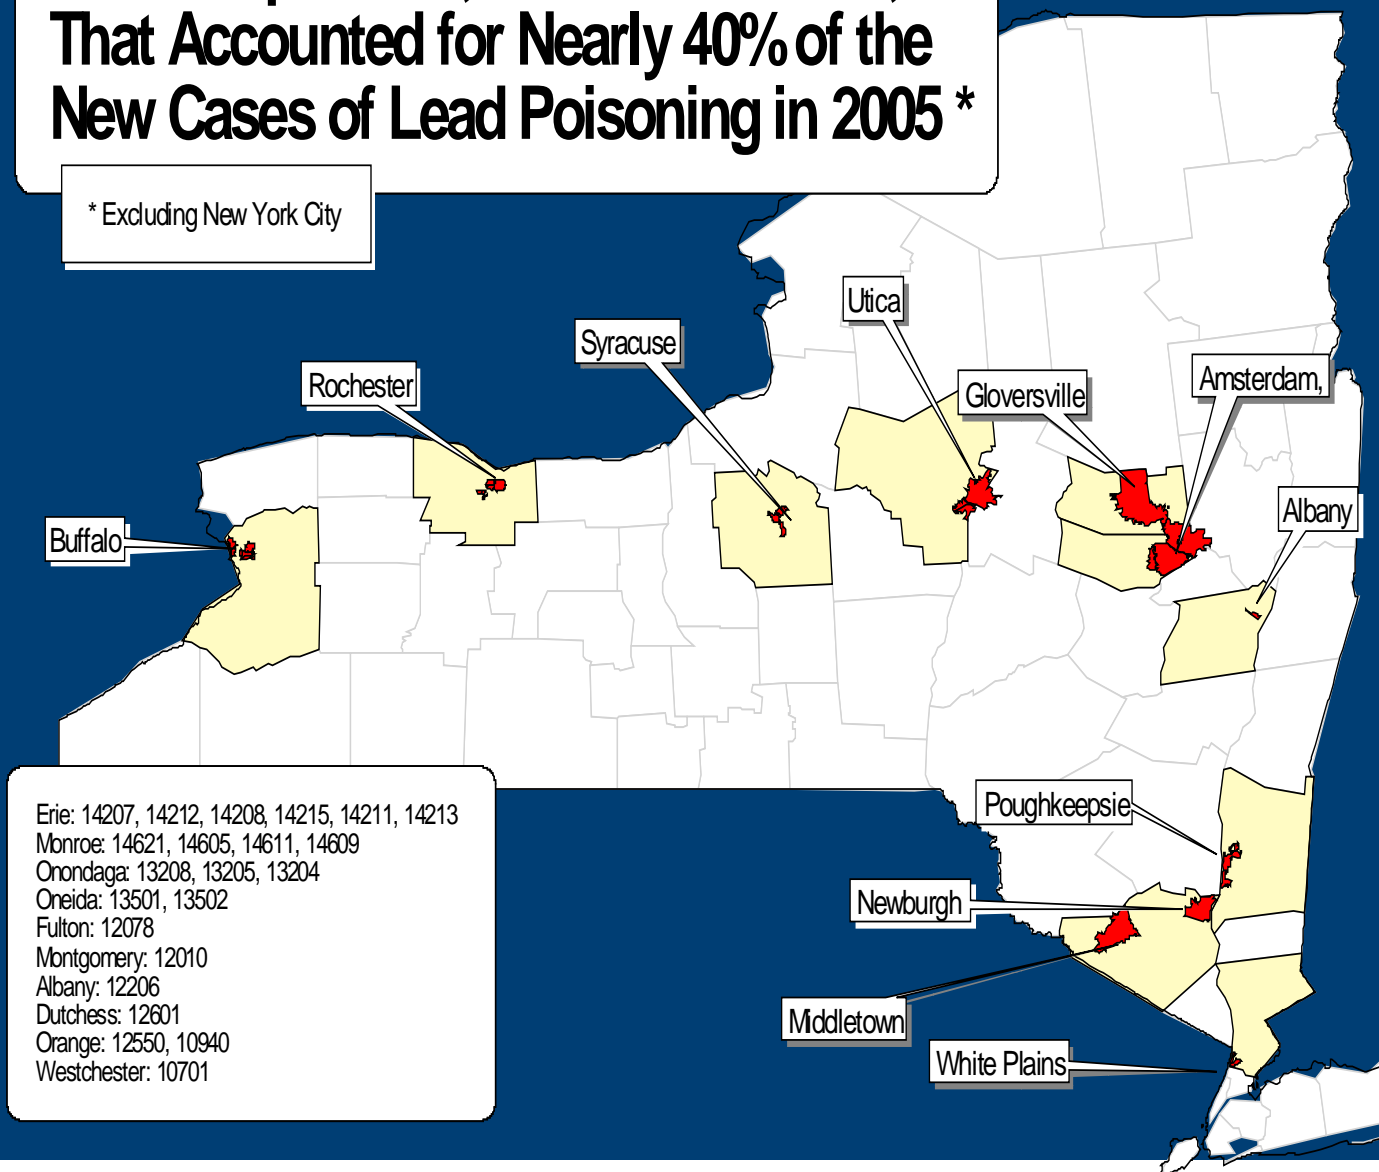 That Accounted for Nearly 40% of the
New Cases of Lead Poisoning in 2005 *
* Excluding New York City
Utica
Syracuse
Rochester
Gloversville
Amsterdam,
Albany
Buffalo
Poughkeepsie
Newburgh
Middletown
White Plains
Erie: 14207, 14212, 14208, 14215, 14211, 14213
Monroe: 14621, 14605, 14611, 14609
Onondaga: 13208, 13205, 13204
Oneida: 13501, 13502
Fulton: 12078
Montgomery: 12010
Albany: 12206
Dutchess: 12601
Orange: 12550, 10940
Westchester: 10701